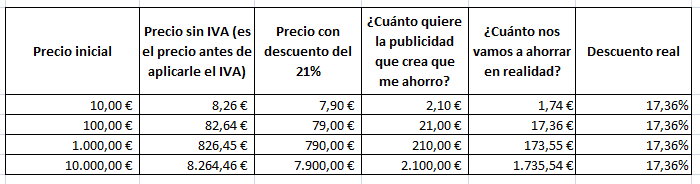 Precio inicial
Precio sin IVA (es
el precio antes de
aplicarle el IVA)
Precio con
descuento del
21%
¿Cuánto quiere
la publicidad
que crea que
me ahorro?
¿Cuánto nos
vamos a ahorrar
en realidad?
Descuento real
10,00 € 8,26 € 7,90 € 2,10 € 1,74 € 17,36%
100,00 € 82,64 € 79,00 € 21,00 € 17,36 € 17,36%
1.000,00 € 826,45 € 790,00 € 210,00 € 173,55 € 17,36%
10.000,00 € 8.264,46 € 7.900,00 € 2.100,00 € 1.735,54 € 17,36%